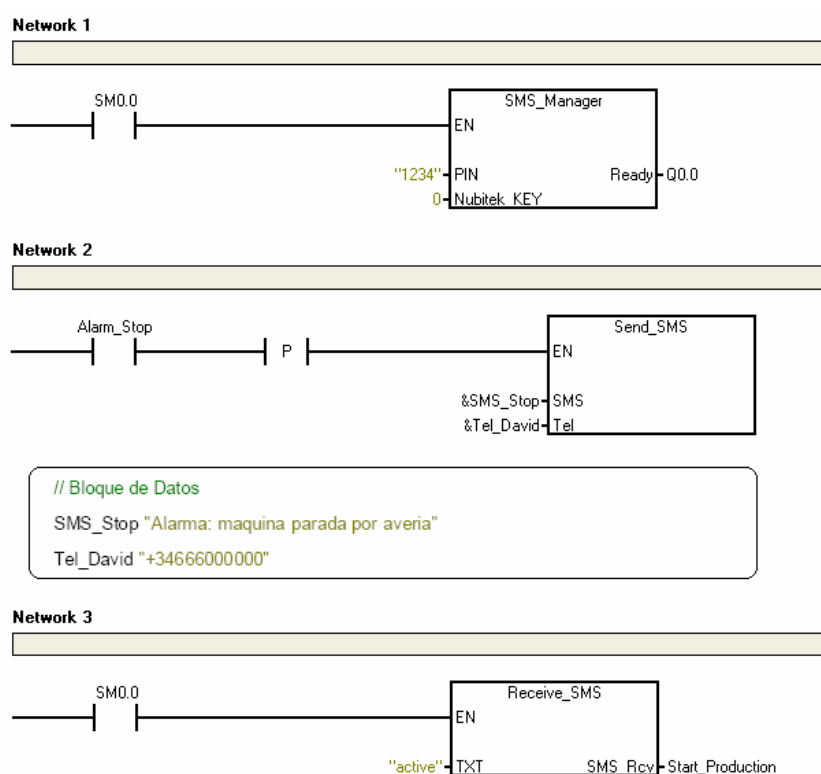 Network 1
SM0.0
SMS_Manager
EN
"1234" PIN Ready Q0.0
0 Nubitek_KEY
Network 2
Alarm_Stop
P
Send_SMS
EN
&SMS_Stop SMS
&Tel_David Tel
// Bloque de Datos
SMS_Stop "Alarma: maquina parada por averia"
Tel_David "+34666000000"
Network 3
SM0.0
Receive_SMS
EN
"active" TXT SMS_Rcv Start_Production